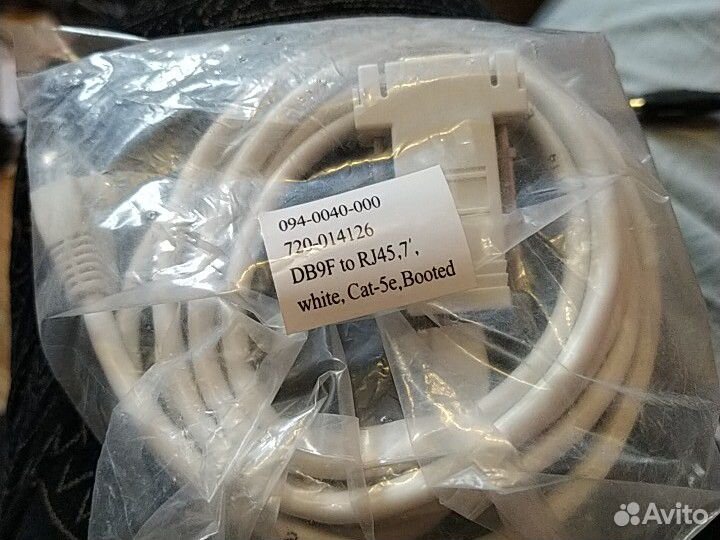 094-0040-000
720-014126
DB9F to RJ45,7',
white, Cat-5e,Booted
Avito